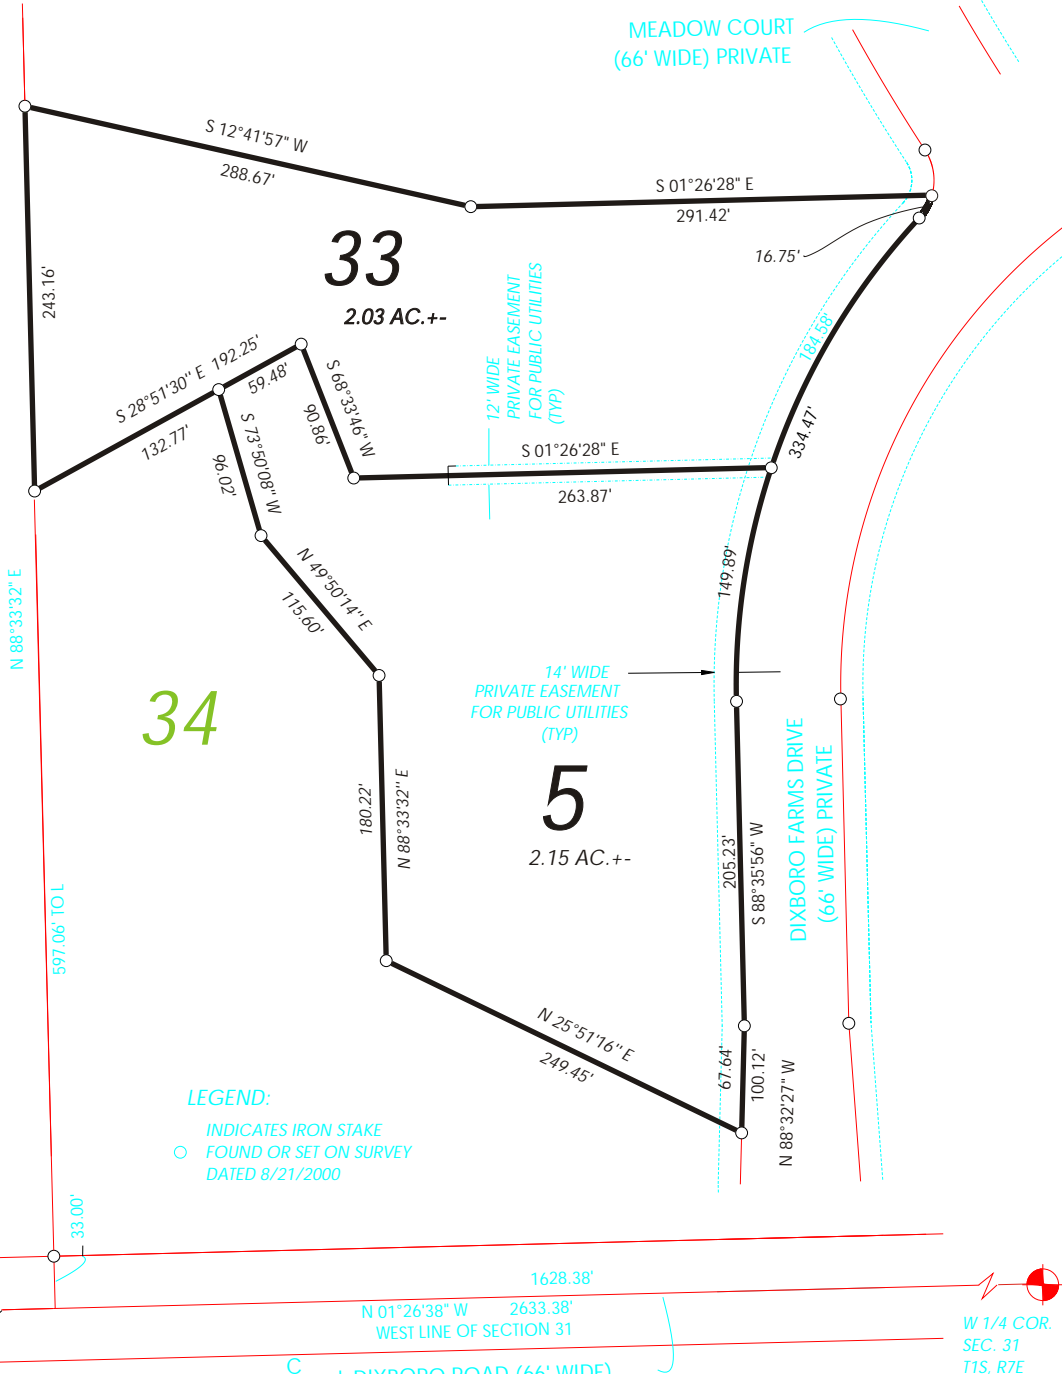 MEADOW COURT
(66' WIDE) PRIVATE
S 12°41'57" W
288.67'
S 01°26'28" E
291.42'
16.75'
33
2.03 AC.+-
243.16'
12' WIDE
PRIVATE EASEMENT
FOR PUBLIC UTILITIES
(TYP)
184.58'
334.47'
S 28°51'30" E 192.25'
59.48'
132.77'
S 68°33'46" W
90.86'
S 73°50'08" W
96.02'
S 01°26'28" E
263.87'
149.89'
N 49°50'14" E
115.60'
N 88°33'32" E
14' WIDE
PRIVATE EASEMENT
FOR PUBLIC UTILITIES
(TYP)
34
5
2.15 AC.+-
180.22'
N 88°33'32" E
205.23'
S 88°35'56" W
DIXBORO FARMS DRIVE
(66' WIDE) PRIVATE
597.06' TO L
N 25°51'16" E
249.45'
67.64'
100.12'
N 88°32'27" W
LEGEND:
INDICATES IRON STAKE
FOUND OR SET ON SURVEY
DATED 8/21/2000
33.00'
1628.38'
N 01°26'38" W 2633.38'
WEST LINE OF SECTION 31
W 1/4 COR.
SEC. 31
T1S, R7E
C
L DIXBORO ROAD (66' WIDE)